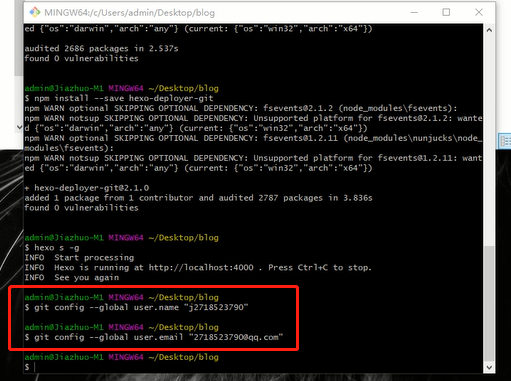 MINGW64:/c/Users/admin/Desktop/blog
ed {"os":"darwin","arch":"any"} (current: {"os":"win32","arch":"x64"})
audited 2686 packages in 2.537s
found 0 vulnerabilities
admin@Jiazhuo-M1 MINGW64 ~/Desktop/blog
$ npm install --save hexo-deployer-git
npm WARN optional SKIPPING OPTIONAL DEPENDENCY: fsevents@2.1.2 (node_modules\fsevents):
npm WARN notsup SKIPPING OPTIONAL DEPENDENCY: Unsupported platform for fsevents@2.1.2: want
ed {"os":"darwin","arch":"any"} (current: {"os":"win32","arch":"x64"})
npm WARN optional SKIPPING OPTIONAL DEPENDENCY: fsevents@1.2.11 (node_modules\nunjucks\node_
modules\fsevents):
npm WARN notsup SKIPPING OPTIONAL DEPENDENCY: Unsupported platform for fsevents@1.2.11: wante
d {"os":"darwin","arch":"any"} (current: {"os":"win32","arch":"x64"})
+ hexo-deployer-git@2.1.0
added 1 package from 1 contributor and audited 2787 packages in 3.836s
found 0 vulnerabilities
admin@Jiazhuo-M1 MINGW64 ~/Desktop/blog
$ hexo s -g
INFO Start processing
INFO Hexo is running at http://localhost:4000 . Press Ctrl+C to stop.
INFO See you again
admin@Jiazhuo-M1 MINGW64 ~/Desktop/blog
$ git config --global user.name "j2718523790"
admin@Jiazhuo-M1 MINGW64 ~/Desktop/blog
$ git config --global user.email "2718523790@qq.com"
admin@Jiazhuo-M1 MINGW64 ~/Desktop/blog
$